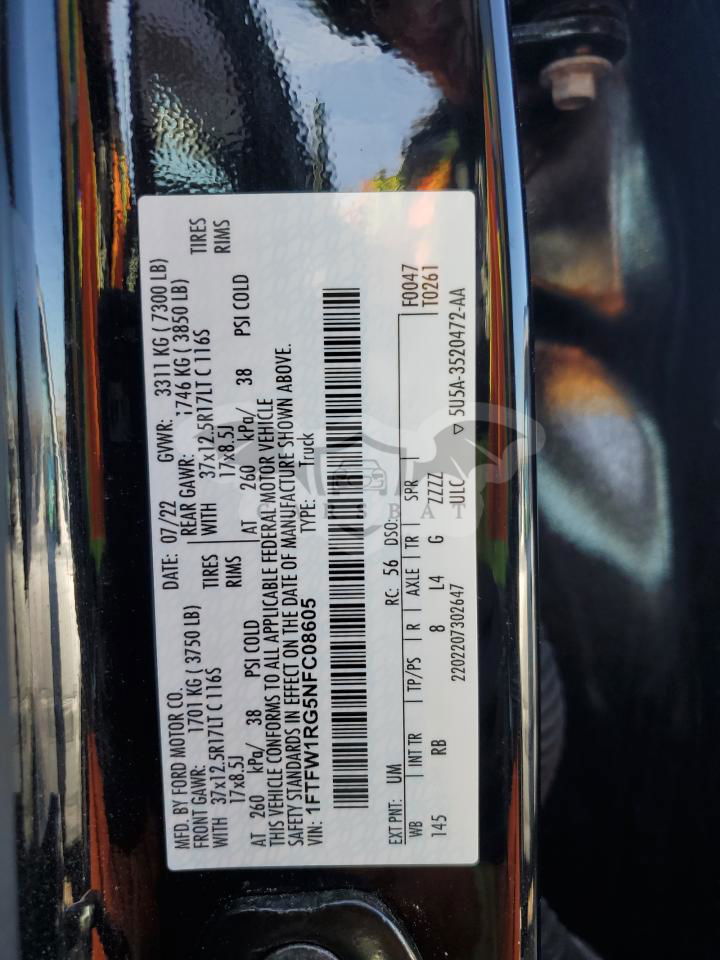 MFD. BY FORD MOTOR CO. DATE: 07/22 GVWR: 3311 KG ( 7300 LB)
FRONT GAWR: 1701 KG ( 3750 LB) REAR GAWR: 1746 KG ( 3850 LB)
WITH 37x12.5R17LT C 116S TIRES WITH 37x12.5R17LT C 116S TIRES
17x8.5J RIMS 17x8.5J RIMS
AT 260 kPa/ 38 PSI COLD AT 260 kPa/ 38 PSI COLD
THIS VEHICLE CONFORMS TO ALL APPLICABLE FEDERAL MOTOR VEHICLE
SAFETY STANDARDS IN EFFECT ON THE DATE OF MANUFACTURE SHOWN ABOVE.
VIN: 1FTFW1RG5NFC08605 TYPE: Truck
EXT PNT: UM RC: 56 DSO: F0047
WB INT TR TP/PS R AXLE TR SPR T0261
145 RB 8 L4 G ZZZZ
2202207302647 ULC ▽ 5U5A-3520472-AA
CARSBAT